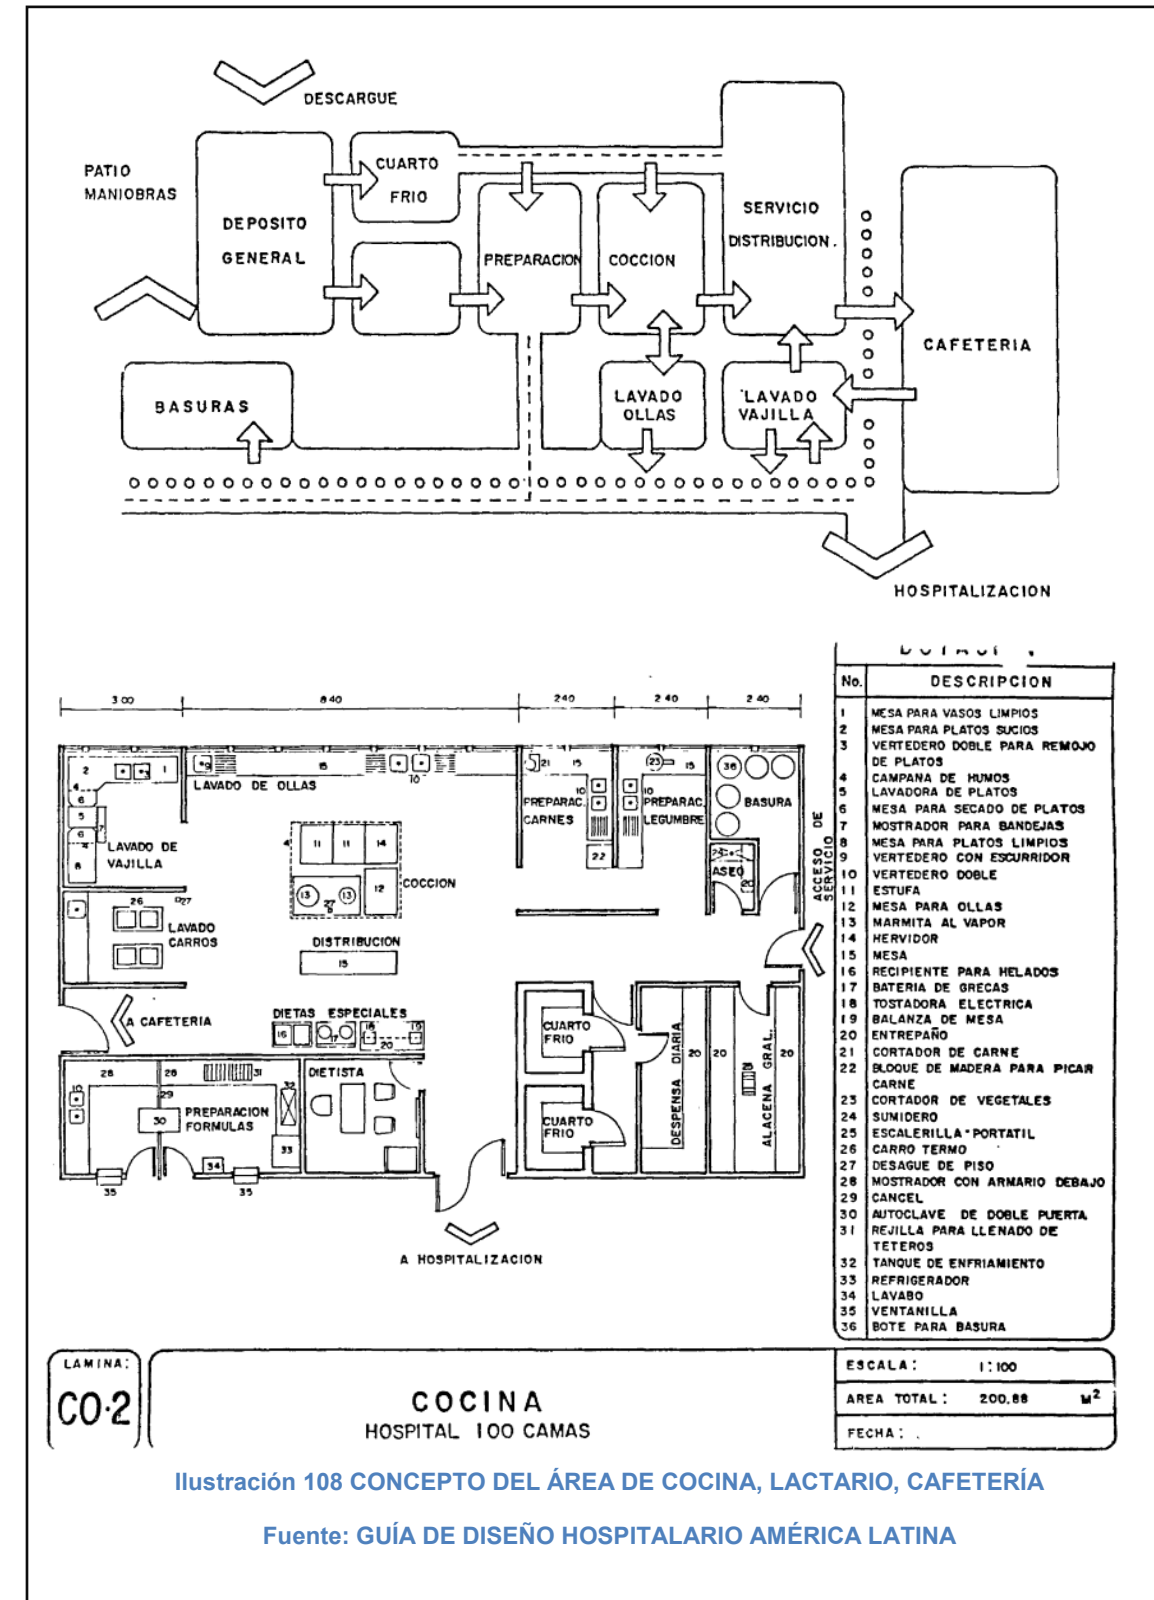 DESCARGUE
PATIO
MANIOBRAS
CUARTO
FRIO
DEPOSITO
GENERAL
PREPARACION
COCCION
SERVICIO
DISTRIBUCION.
CAFETERIA
BASURAS
LAVADO
OLLAS
LAVADO
VAJILLA
HOSPITALIZACION
3 00
8 40
2 40
2 40
2 40
LAVADO DE OLLAS
PREPARAC.
CARNES
PREPARAC.
LEGUMBRE
BASURA
ASEO
ACCESO DE
SERVICIO
LAVADO DE
VAJILLA
COCCION
LAVADO
CARROS
DISTRIBUCION
A CAFETERIA
DIETAS ESPECIALES
DIETISTA
PREPARACION
FORMULAS
CUARTO
FRIO
CUARTO
FRIO
DESPENSA DIARIA
ALACENA GRAL.
A HOSPITALIZACION
No. DESCRIPCION
1 MESA PARA VASOS LIMPIOS
2 MESA PARA PLATOS SUCIOS
3 VERTEDERO DOBLE PARA REMOJO
DE PLATOS
4 CAMPANA DE HUMOS
5 LAVADORA DE PLATOS
6 MESA PARA SECADO DE PLATOS
7 MOSTRADOR PARA BANDEJAS
8 MESA PARA PLATOS LIMPIOS
9 VERTEDERO CON ESCURRIDOR
10 VERTEDERO DOBLE
11 ESTUFA
12 MESA PARA OLLAS
13 MARMITA AL VAPOR
14 HERVIDOR
15 MESA
16 RECIPIENTE PARA HELADOS
17 BATERIA DE GRECAS
18 TOSTADORA ELECTRICA
19 BALANZA DE MESA
20 ENTREPAÑO
21 CORTADOR DE CARNE
22 BLOQUE DE MADERA PARA PICAR
CARNE
23 CORTADOR DE VEGETALES
24 SUMIDERO
25 ESCALERILLA PORTATIL
26 CARRO TERMO
27 DESAGUE DE PISO
28 MOSTRADOR CON ARMARIO DEBAJO
29 CANCEL
30 AUTOCLAVE DE DOBLE PUERTA
31 REJILLA PARA LLENADO DE
TETEROS
32 TANQUE DE ENFRIAMIENTO
33 REFRIGERADOR
34 LAVABO
35 VENTANILLA
36 BOTE PARA BASURA
LAMINA:
CO·2
COCINA
HOSPITAL 100 CAMAS
ESCALA: 1:100
AREA TOTAL: 200.88 M²
FECHA: .
Ilustración 108 CONCEPTO DEL ÁREA DE COCINA, LACTARIO, CAFETERÍA
Fuente: GUÍA DE DISEÑO HOSPITALARIO AMÉRICA LATINA